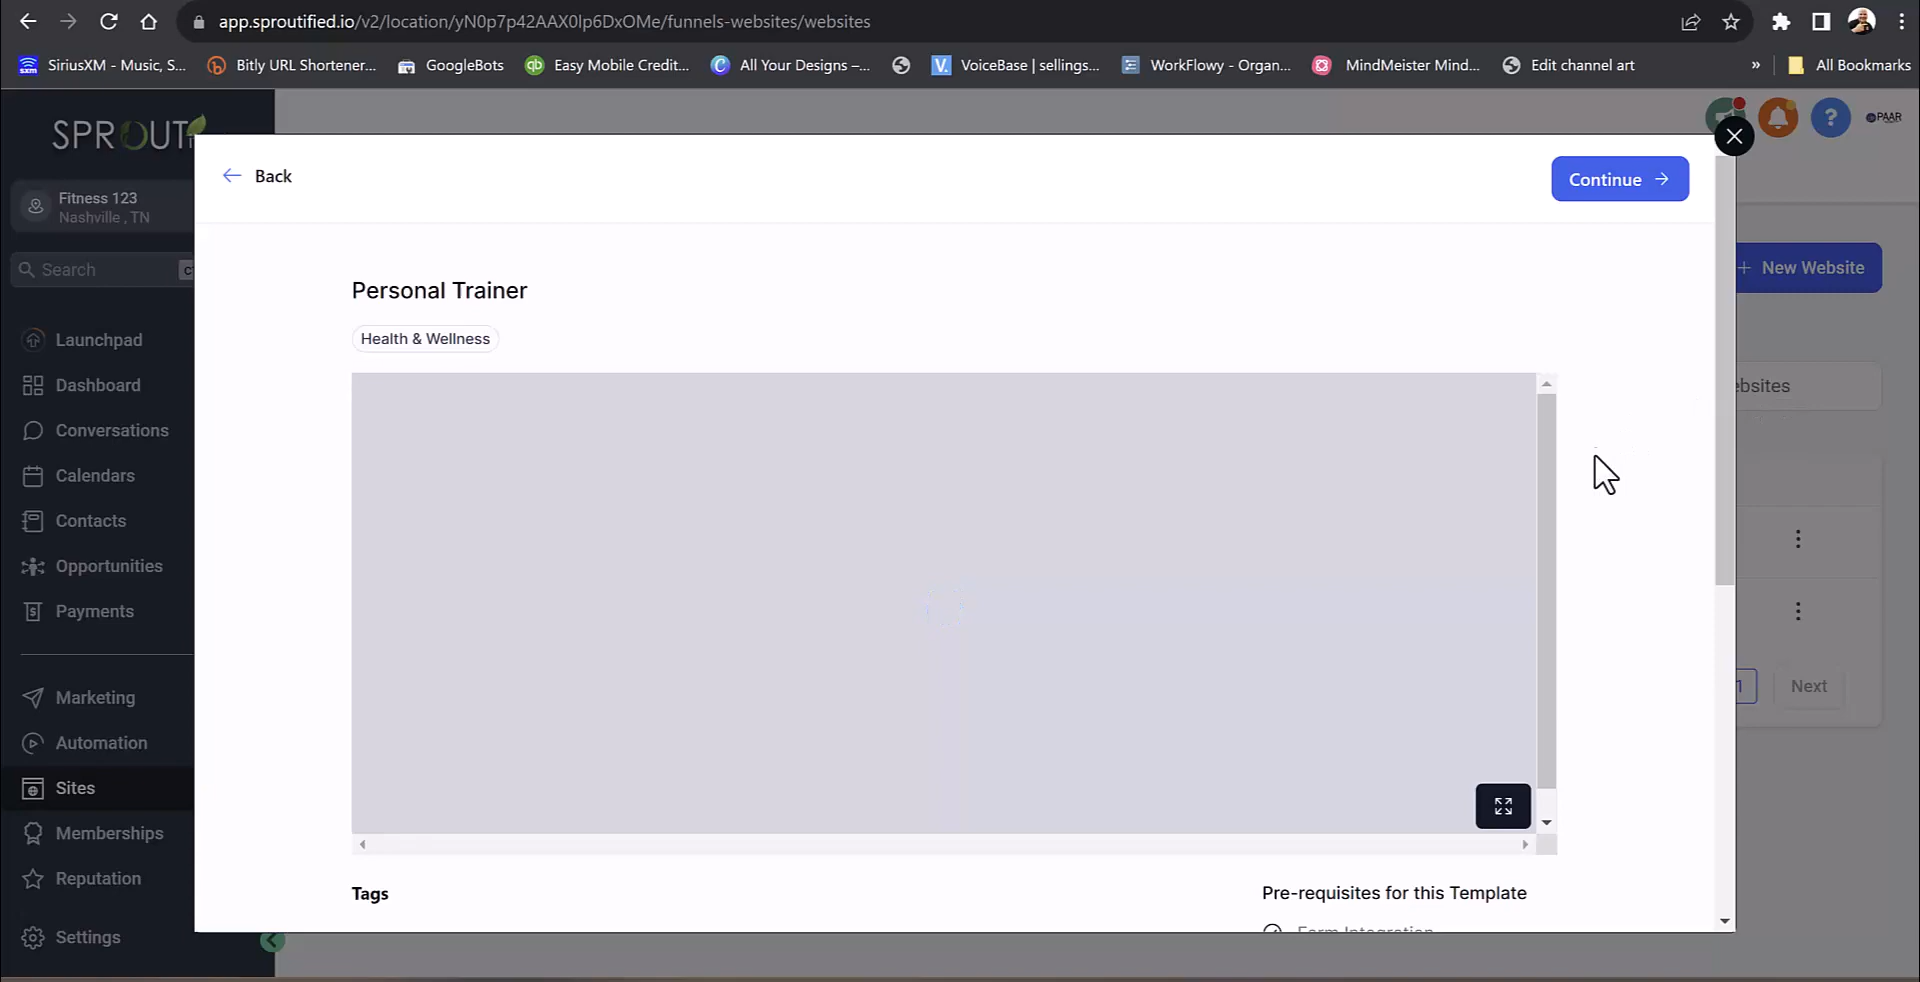 app.sproutified.io/v2/location/yN0p7p42AAX0lp6DxOMe/funnels-websites/websites
SiriusXM - Music, S...
Bitly URL Shortener...
GoogleBots
Easy Mobile Credit...
All Your Designs –...
VoiceBase | sellings...
WorkFlowy - Organ...
MindMeister Mind...
Edit channel art
»
All Bookmarks
SPROUT
PAAR
Back
Continue
Fitness 123
Nashville , TN
Search
New Website
Personal Trainer
Health & Wellness
Launchpad
Dashboard
Conversations
Calendars
Contacts
Opportunities
Payments
Marketing
Automation
Sites
Memberships
Reputation
Settings
ebsites
1
Next
Tags
Pre-requisites for this Template
Form Integration